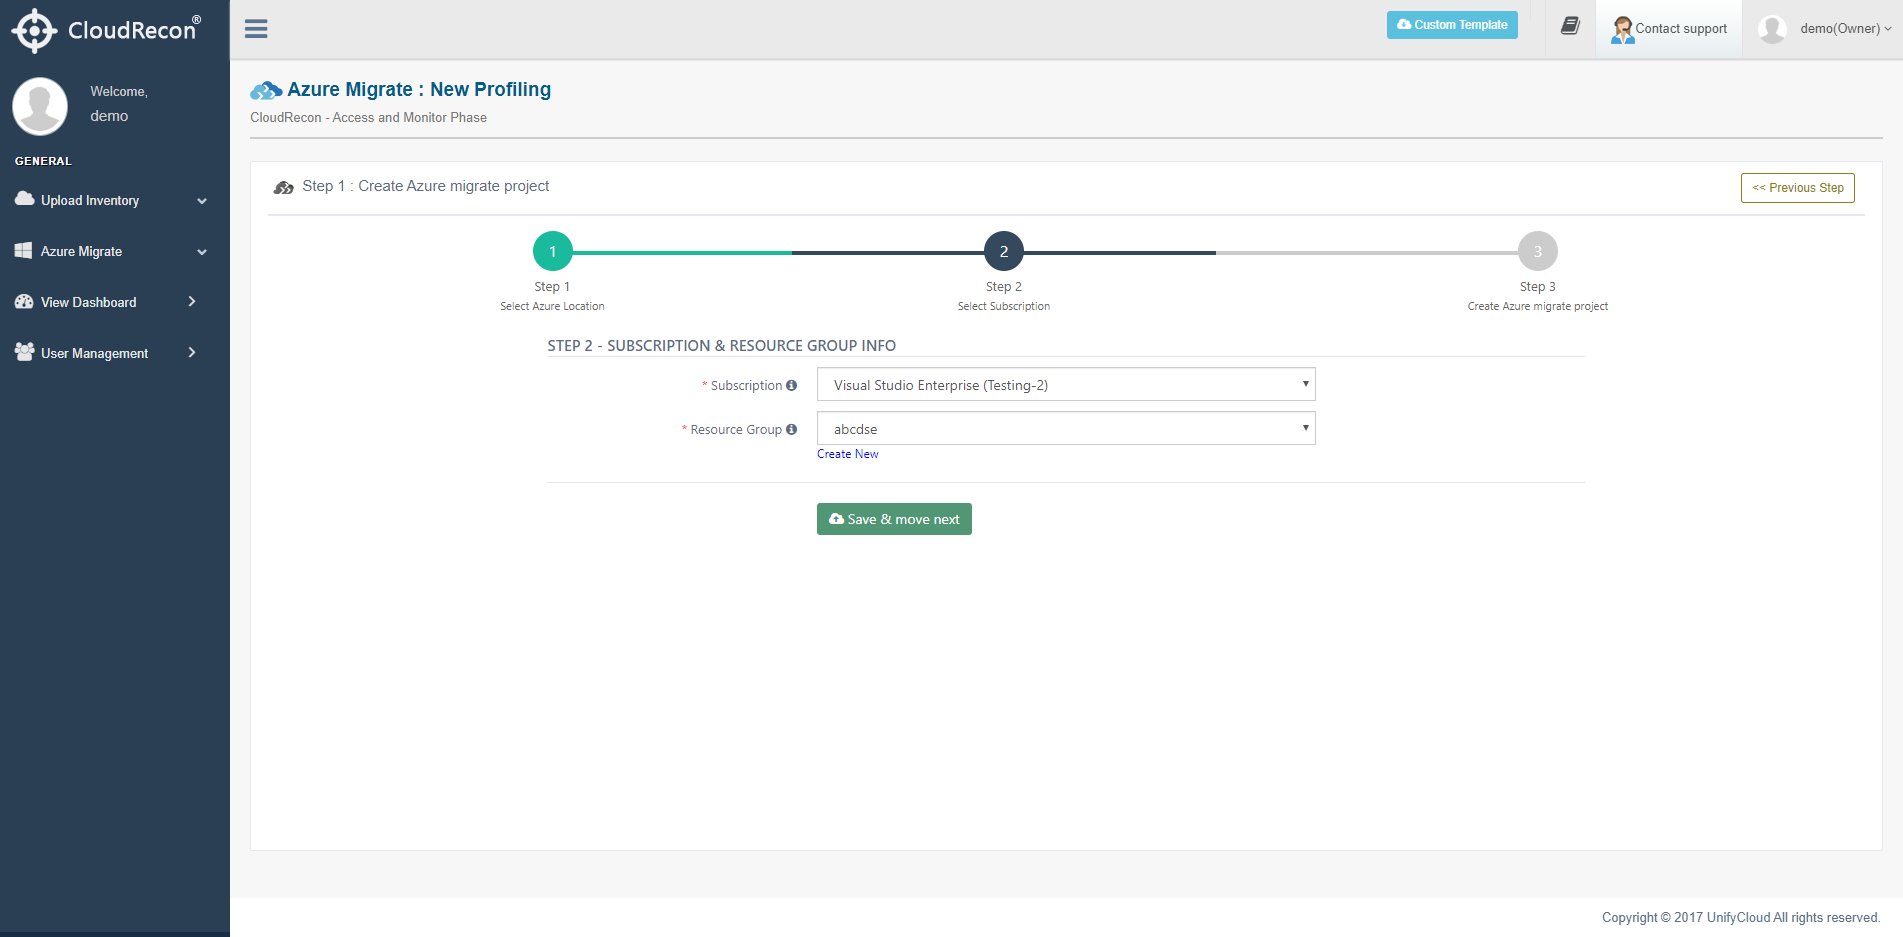 CloudRecon®
Custom Template
Contact support
demo(Owner)
Welcome,
demo
GENERAL
Upload Inventory
Azure Migrate
View Dashboard
User Management
Azure Migrate : New Profiling
CloudRecon - Access and Monitor Phase
Step 1 : Create Azure migrate project
<< Previous Step
1
2
3
Step 1
Select Azure Location
Step 2
Select Subscription
Step 3
Create Azure migrate project
STEP 2 - SUBSCRIPTION & RESOURCE GROUP INFO
* Subscription
Visual Studio Enterprise (Testing-2)
* Resource Group
abcdse
Create New
Save & move next
Copyright © 2017 UnifyCloud All rights reserved.